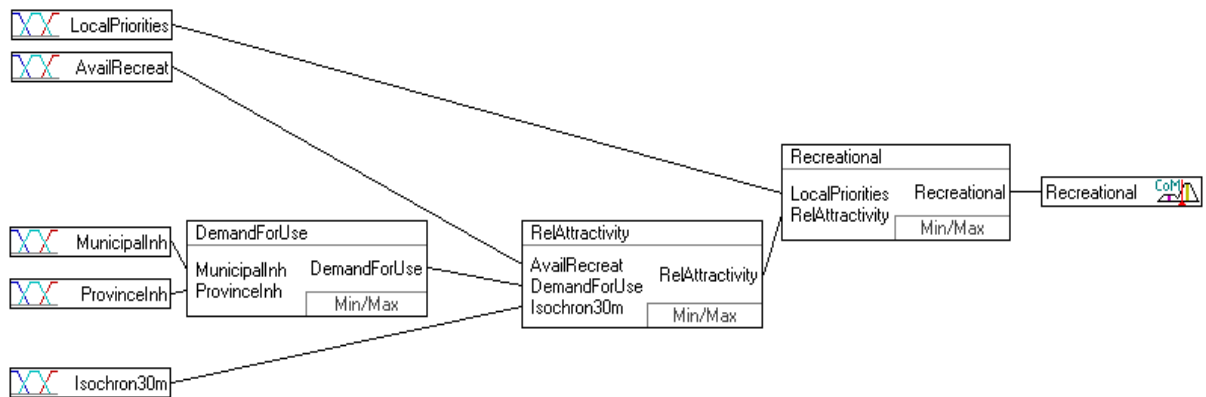 LocalPriorities
AvailRecreat
MunicipalInh
ProvinceInh
Isochron30m
DemandForUse
MunicipalInh
ProvinceInh
DemandForUse
Min/Max
RelAttractivity
AvailRecreat
DemandForUse
Isochron30m
RelAttractivity
Min/Max
Recreational
LocalPriorities
RelAttractivity
Recreational
Min/Max
Recreational
CoM